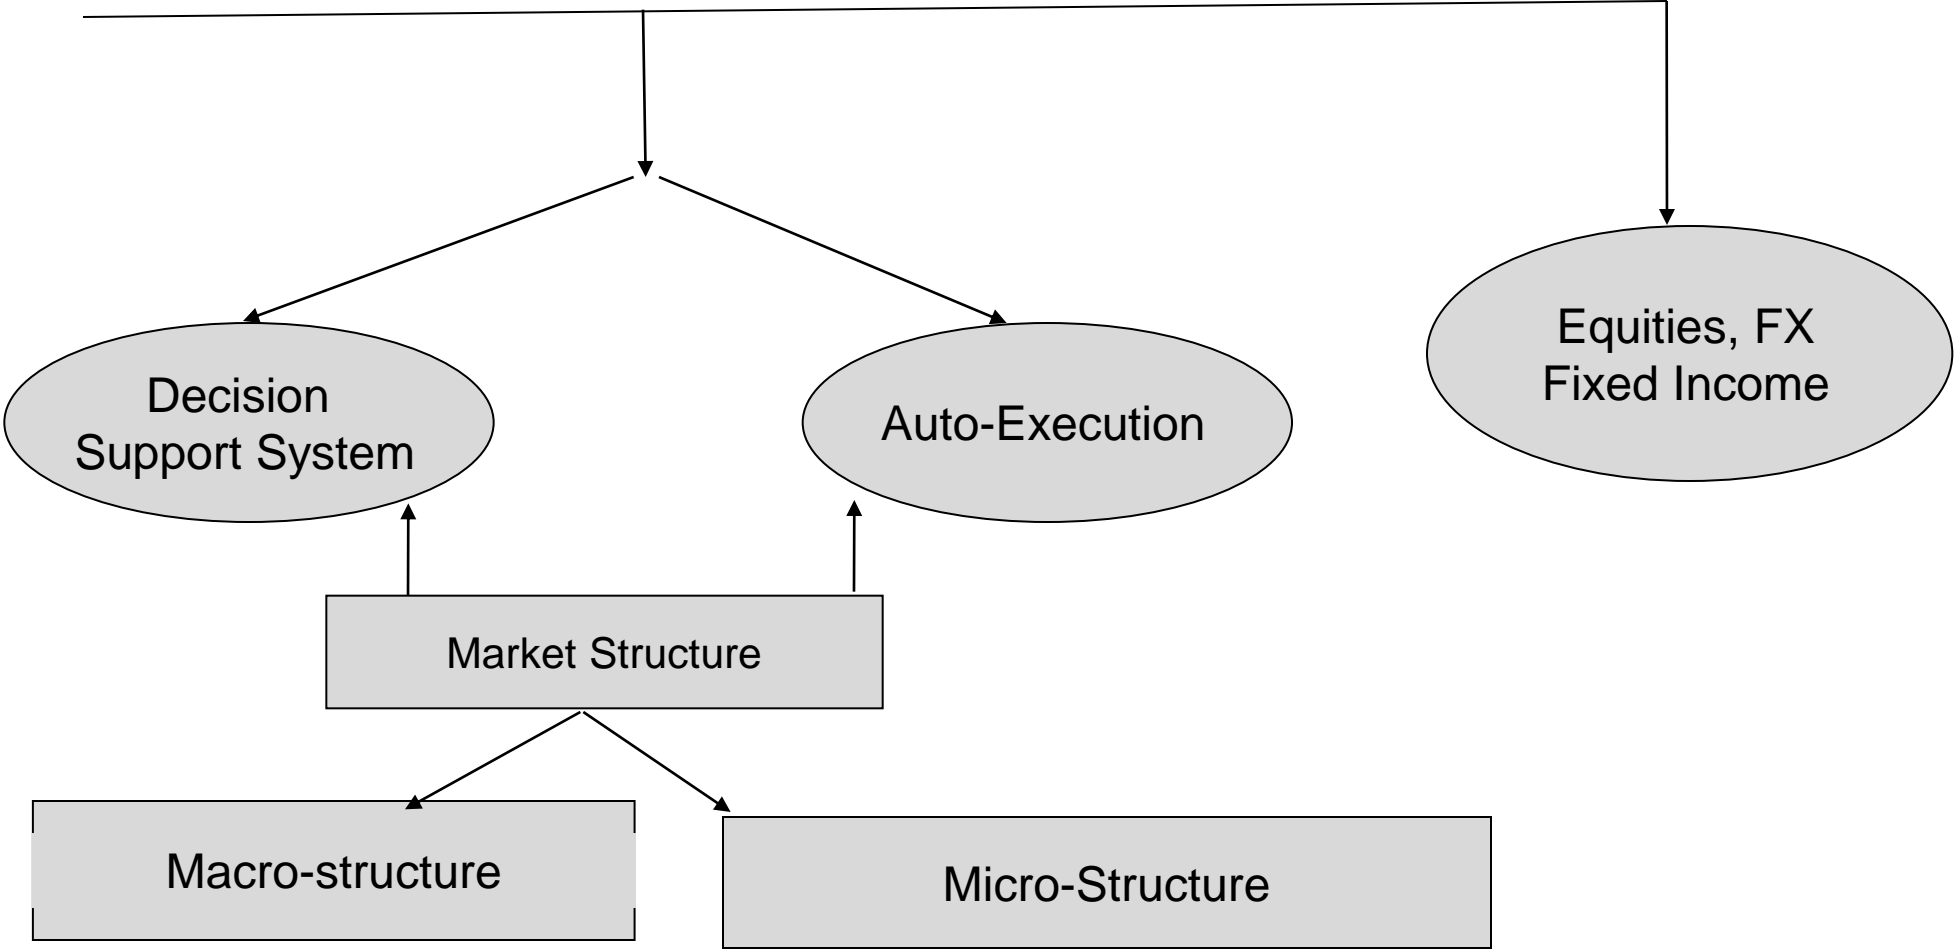 Equities, FX
Fixed Income
Decision
Support System
Auto-Execution
Market Structure
Macro-structure
Micro-Structure